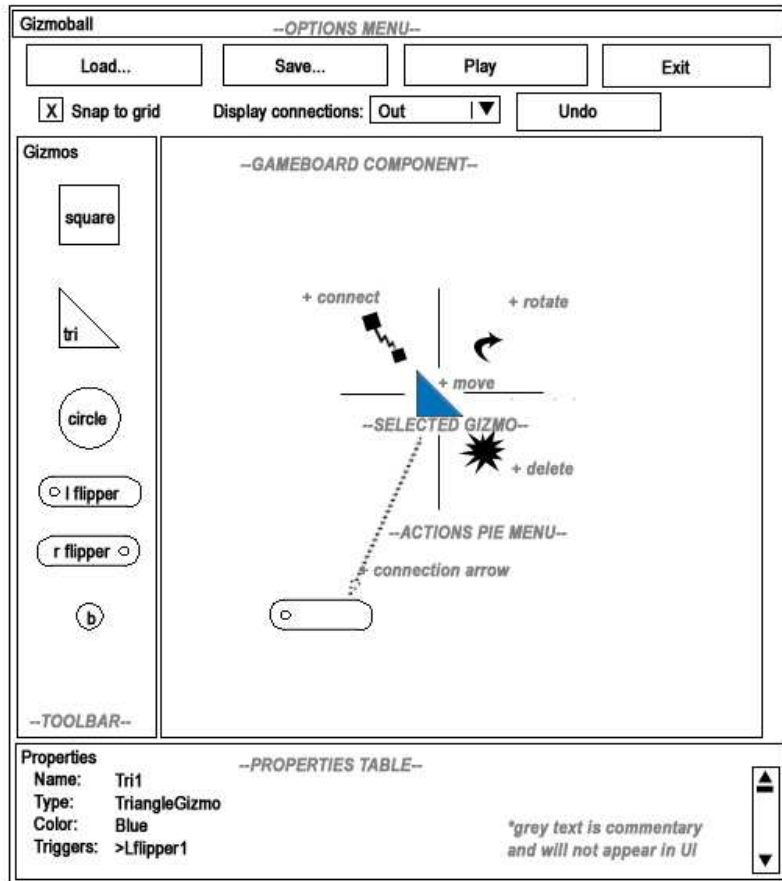 Gizmoball
--OPTIONS MENU--
Load...
Save...
Play
Exit
X Snap to grid
Display connections: Out
Undo
Gizmos
--GAMEBOARD COMPONENT--
square
tri
circle
l flipper
r flipper
b
--TOOLBAR--
+ connect
+ rotate
+ move
--SELECTED GIZMO--
+ delete
--ACTIONS PIE MENU--
+ connection arrow
Properties
--PROPERTIES TABLE--
Name: Tri1
Type: TriangleGizmo
Color: Blue
Triggers: >Lflipper1
*grey text is commentary
and will not appear in UI